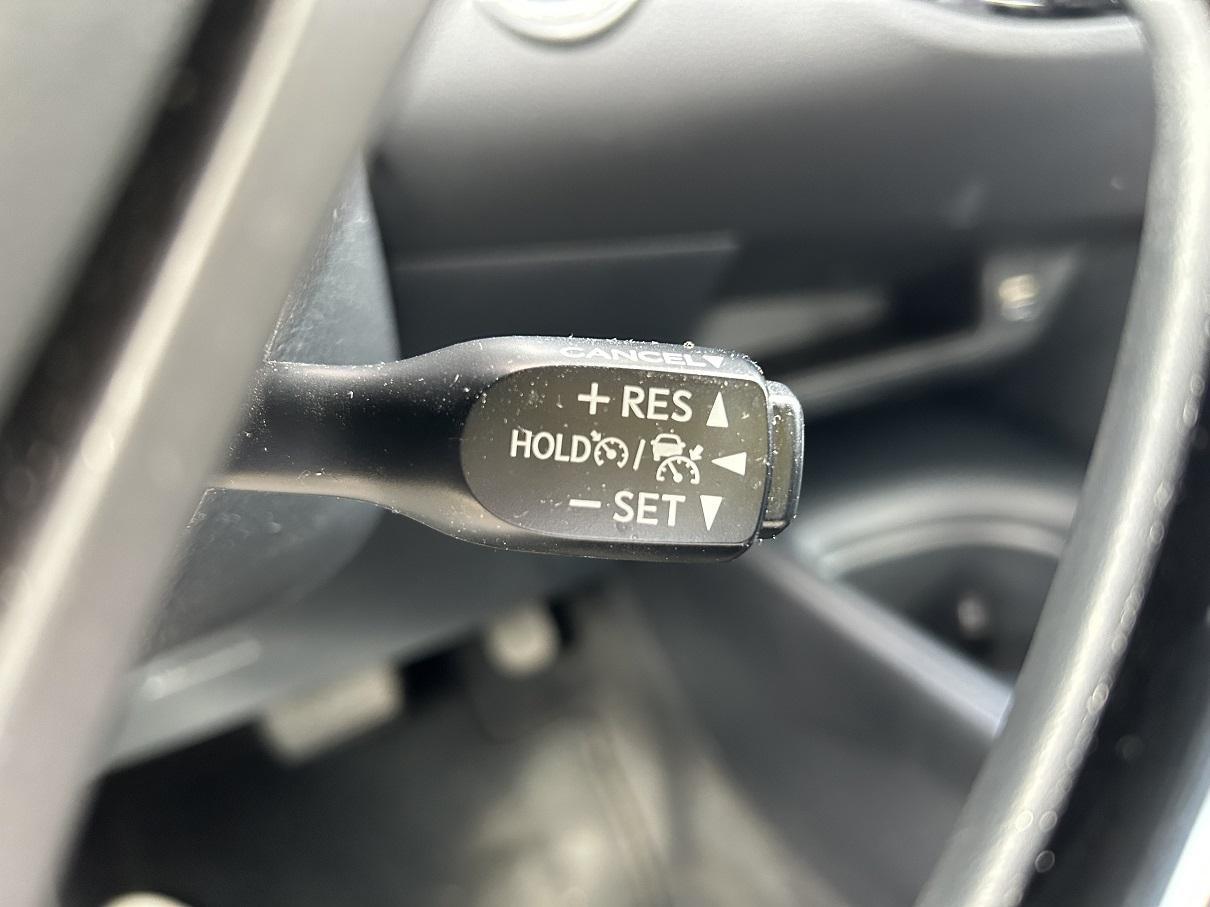 CANCEL▼
+ RES ▲
HOLD / ◀
− SET ▼